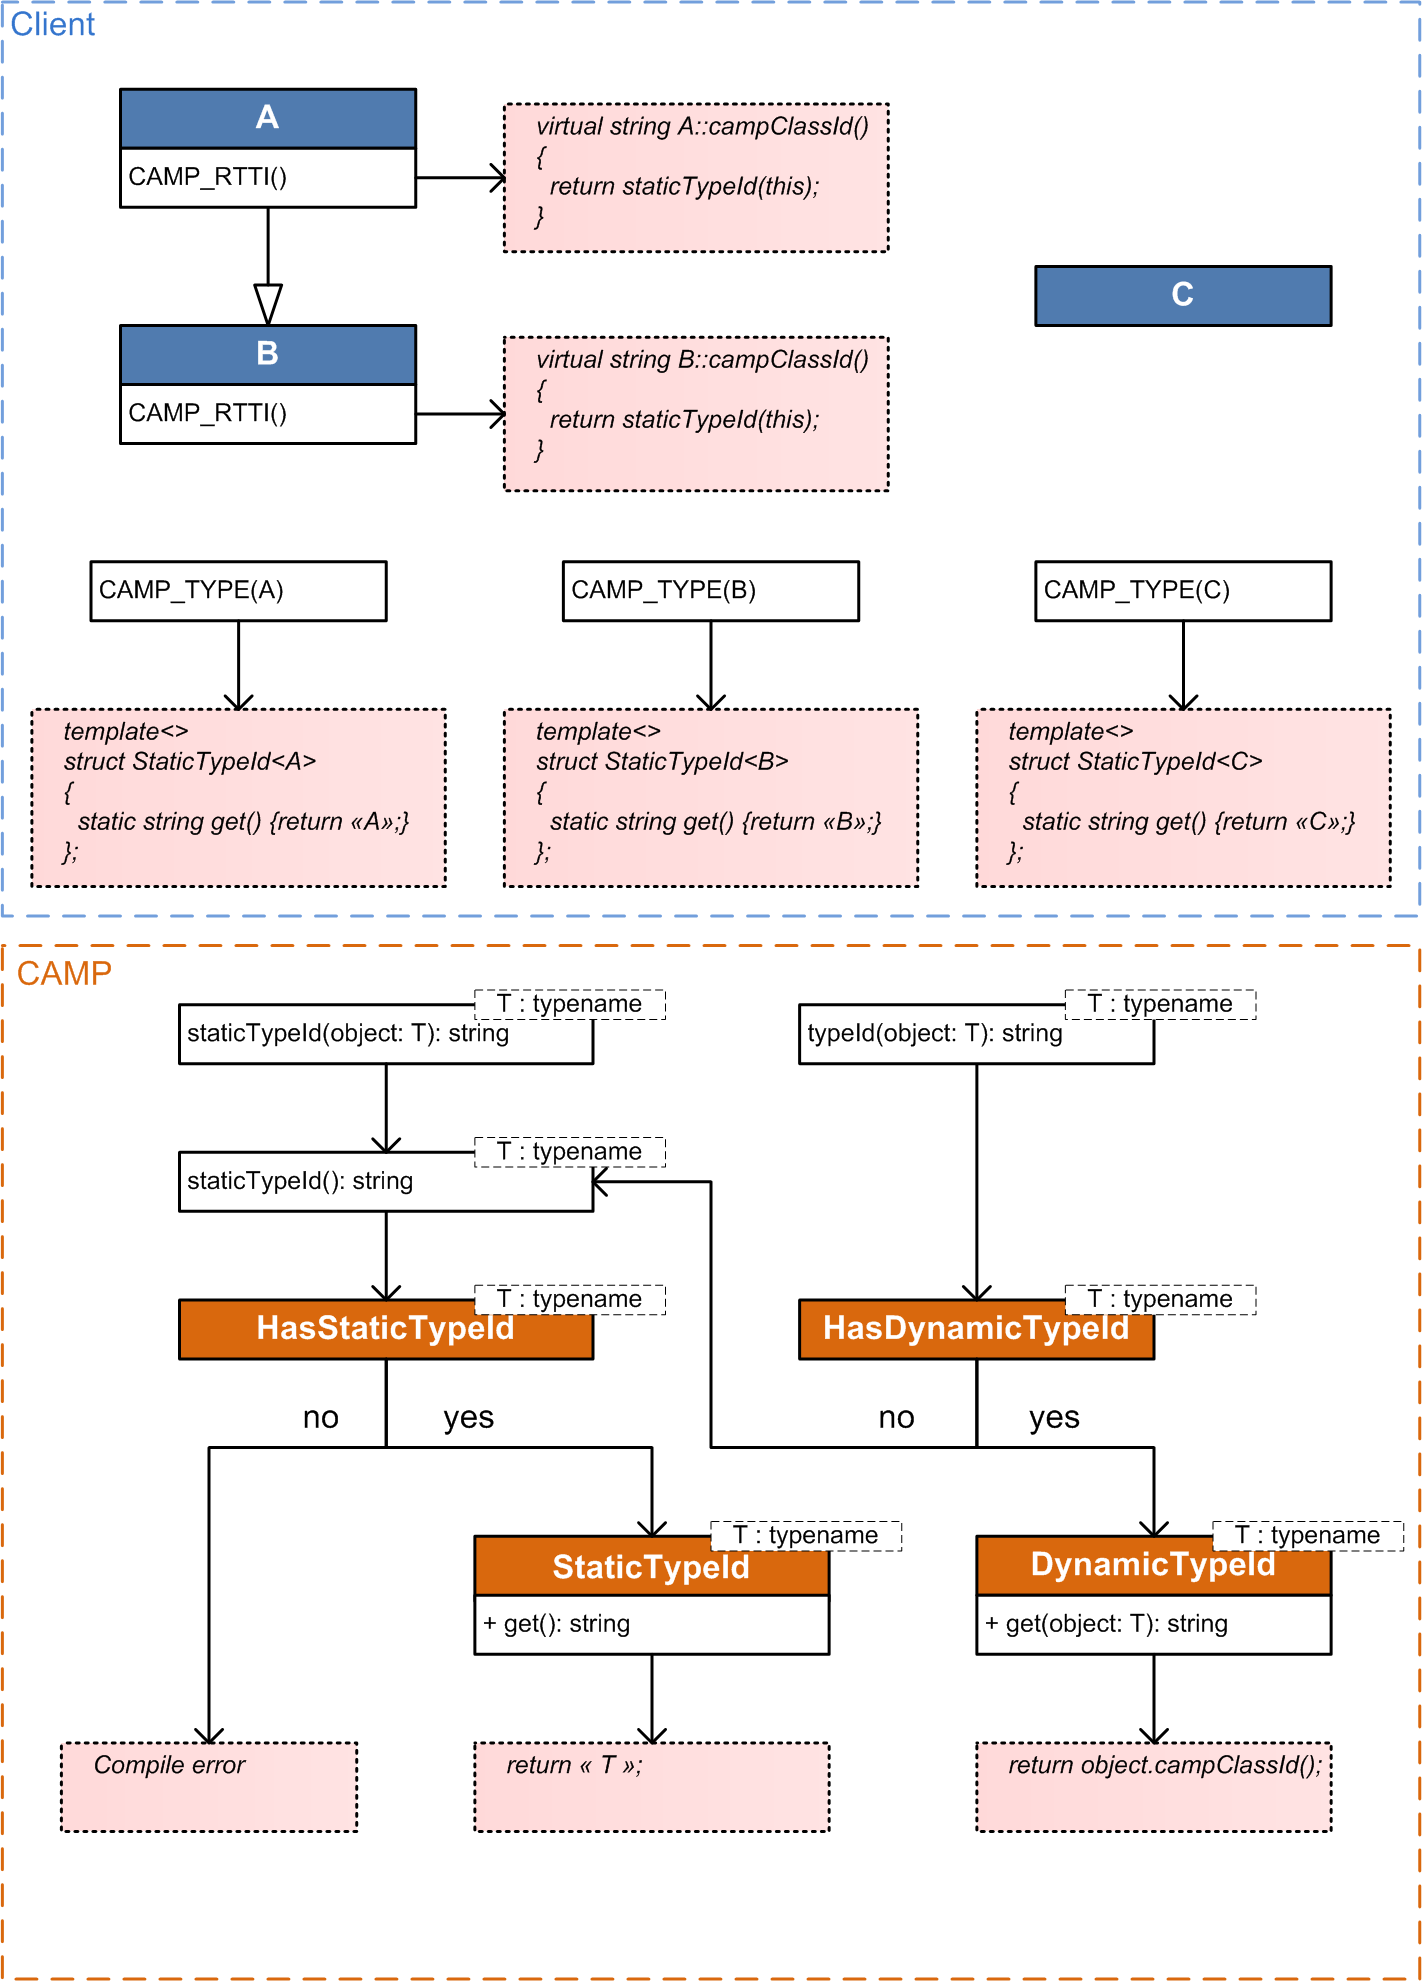 Client
A
CAMP_RTTI()
virtual string A::campClassId()
{
return staticTypeId(this);
}
C
B
CAMP_RTTI()
virtual string B::campClassId()
{
return staticTypeId(this);
}
CAMP_TYPE(A)
CAMP_TYPE(B)
CAMP_TYPE(C)
template<>
struct StaticTypeId<A>
{
static string get() {return «A»;}
};
template<>
struct StaticTypeId<B>
{
static string get() {return «B»;}
};
template<>
struct StaticTypeId<C>
{
static string get() {return «C»;}
};
CAMP
T : typename
staticTypeId(object: T): string
T : typename
typeId(object: T): string
T : typename
staticTypeId(): string
T : typename
HasStaticTypeId
T : typename
HasDynamicTypeId
no
yes
no
yes
T : typename
StaticTypeId
+ get(): string
T : typename
DynamicTypeId
+ get(object: T): string
Compile error
return « T »;
return object.campClassId();